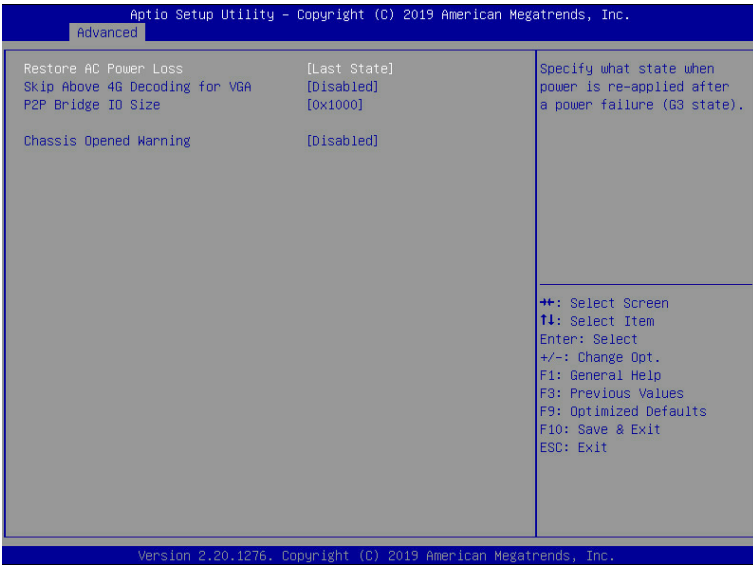 Aptio Setup Utility – Copyright (C) 2019 American Megatrends, Inc.
Advanced
Restore AC Power Loss [Last State]
Skip Above 4G Decoding for VGA [Disabled]
P2P Bridge IO Size [0x1000]
Chassis Opened Warning [Disabled]
Specify what state when
power is re-applied after
a power failure (G3 state).
→←: Select Screen
↑↓: Select Item
Enter: Select
+/-: Change Opt.
F1: General Help
F3: Previous Values
F9: Optimized Defaults
F10: Save & Exit
ESC: Exit
Version 2.20.1276. Copyright (C) 2019 American Megatrends, Inc.